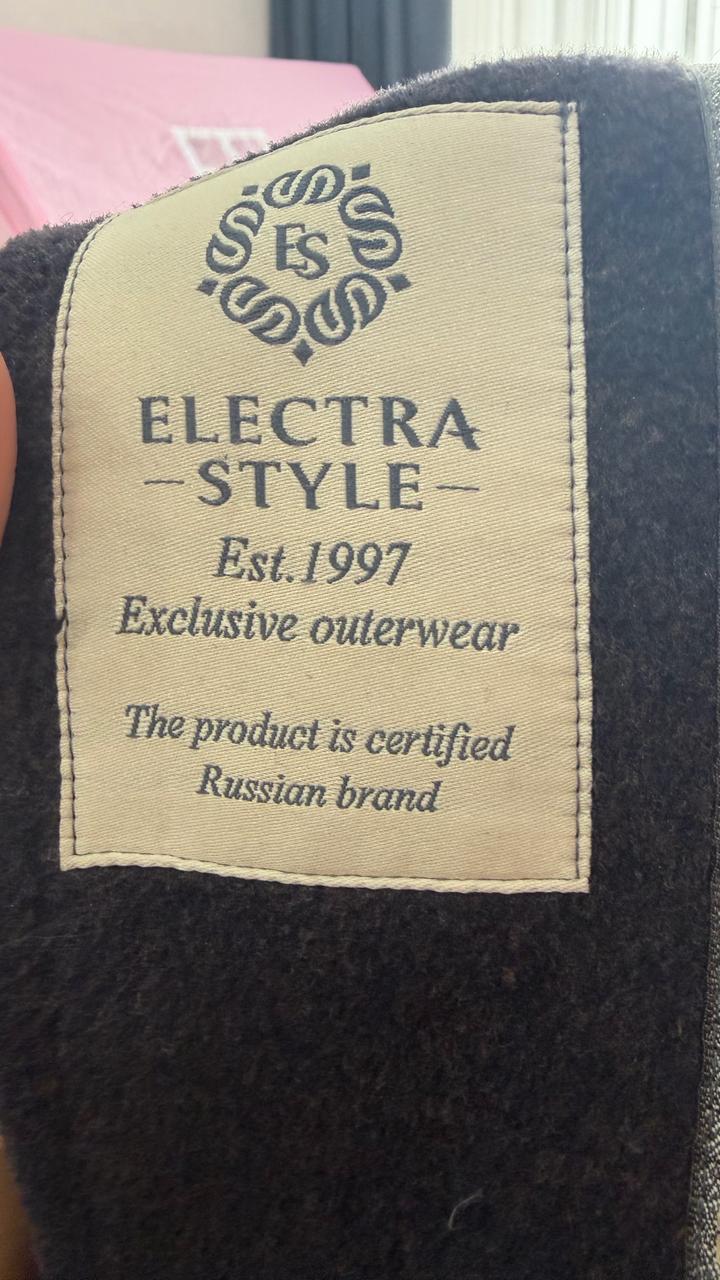 ES
ELECTRA
–STYLE–
Est.1997
Exclusive outerwear
The product is certified
Russian brand